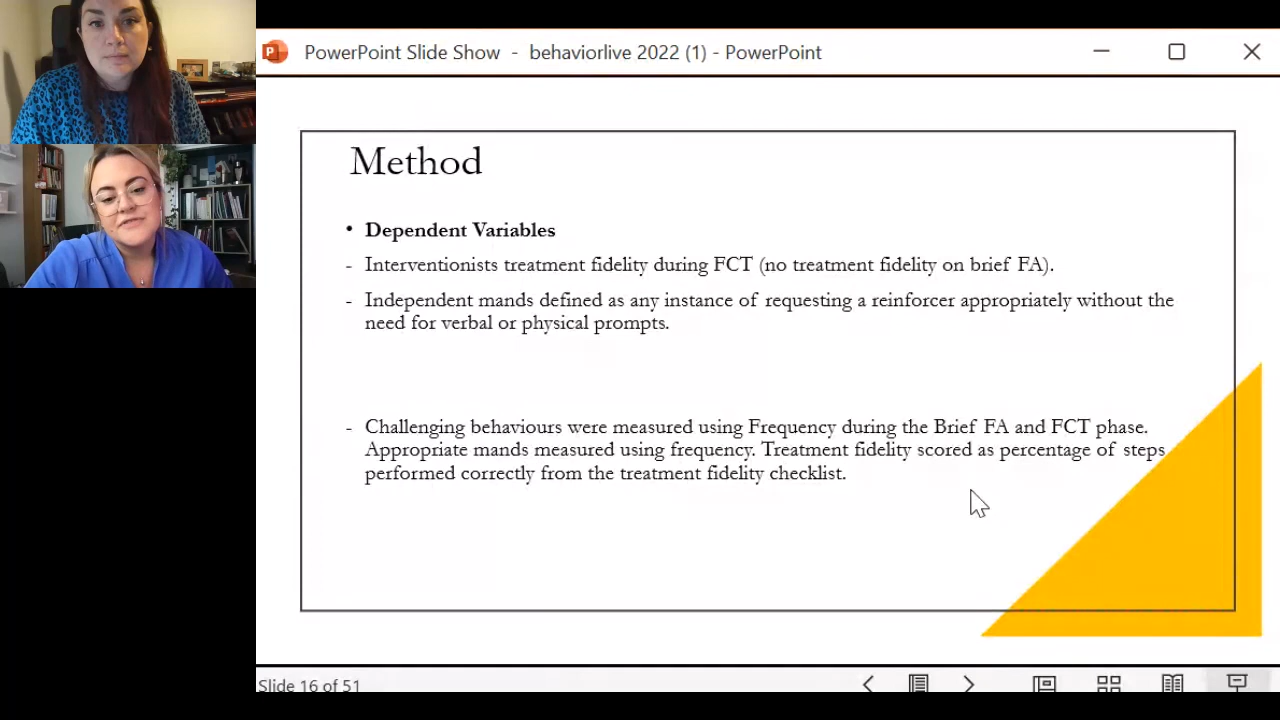 PowerPoint Slide Show - behaviorlive 2022 (1) - PowerPoint
Method
• Dependent Variables
- Interventionists treatment fidelity during FCT (no treatment fidelity on brief FA).
- Independent mands defined as any instance of requesting a reinforcer appropriately without the
need for verbal or physical prompts.
- Challenging behaviours were measured using Frequency during the Brief FA and FCT phase.
Appropriate mands measured using frequency. Treatment fidelity scored as percentage of steps
performed correctly from the treatment fidelity checklist.
Slide 16 of 51